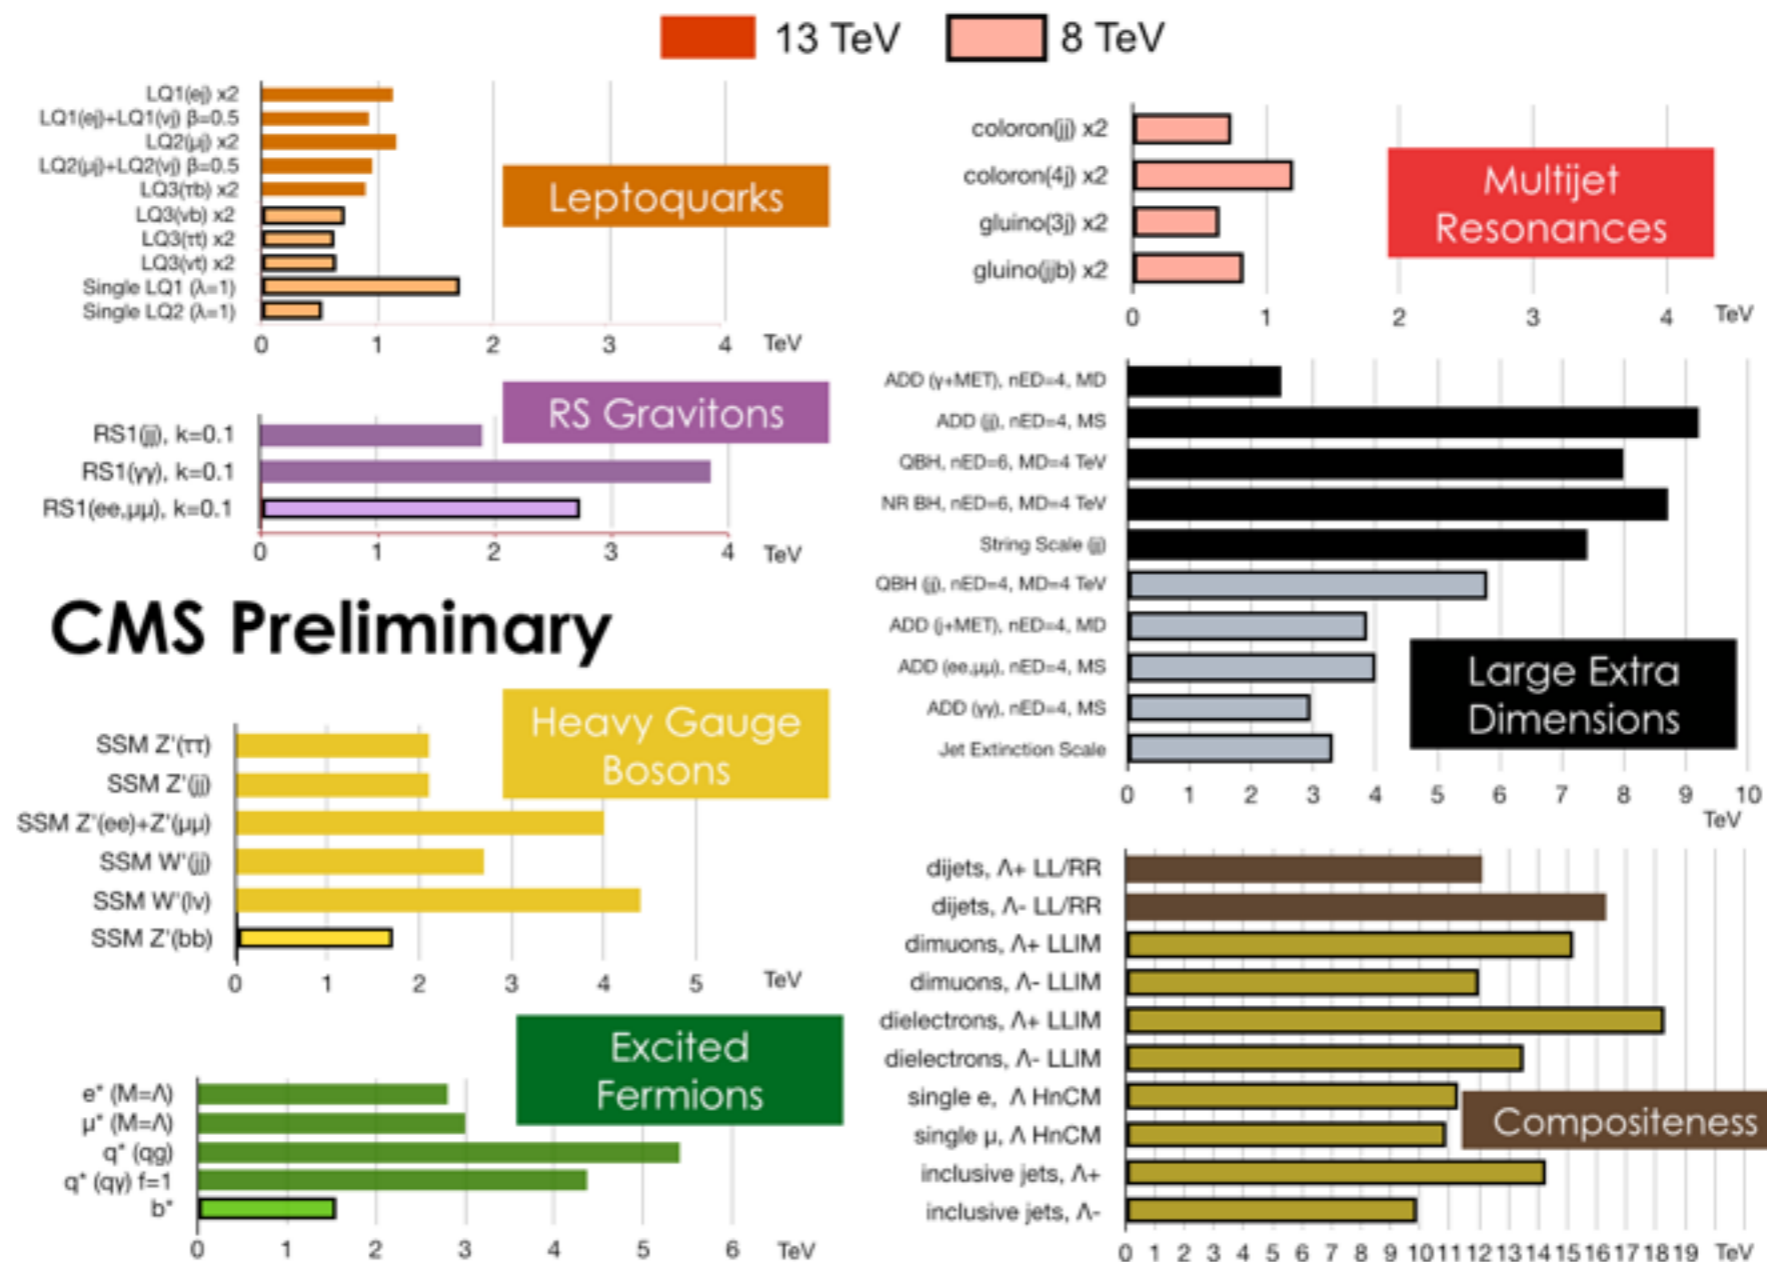 13 TeV 8 TeV
LQ1(ej) x2
LQ1(ej)+LQ1(νj) β=0.5
LQ2(μj) x2
LQ2(μj)+LQ2(νj) β=0.5
LQ3(τb) x2
LQ3(νb) x2
LQ3(τt) x2
LQ3(νt) x2
Single LQ1 (λ=1)
Single LQ2 (λ=1)
0 1 2 3 4 TeV
Leptoquarks
RS Gravitons
RS1(jj), k=0.1
RS1(γγ), k=0.1
RS1(ee,μμ), k=0.1
0 1 2 3 4 TeV
CMS Preliminary
Heavy Gauge
Bosons
SSM Z'(ττ)
SSM Z'(jj)
SSM Z'(ee)+Z'(μμ)
SSM W'(jj)
SSM W'(lν)
SSM Z'(bb)
0 1 2 3 4 5 TeV
Excited
Fermions
e* (M=Λ)
μ* (M=Λ)
q* (qg)
q* (qγ) f=1
b*
0 1 2 3 4 5 6 TeV
coloron(jj) x2
coloron(4j) x2
gluino(3j) x2
gluino(jjb) x2
0 1 2 3 4 TeV
Multijet
Resonances
ADD (γ+MET), nED=4, MD
ADD (jj), nED=4, MS
QBH, nED=6, MD=4 TeV
NR BH, nED=6, MD=4 TeV
String Scale (jj)
QBH (jj), nED=4, MD=4 TeV
ADD (j+MET), nED=4, MD
ADD (ee,μμ), nED=4, MS
ADD (γγ), nED=4, MS
Jet Extinction Scale
0 1 2 3 4 5 6 7 8 9 10
TeV
Large Extra
Dimensions
dijets, Λ+ LL/RR
dijets, Λ- LL/RR
dimuons, Λ+ LLIM
dimuons, Λ- LLIM
dielectrons, Λ+ LLIM
dielectrons, Λ- LLIM
single e, Λ HnCM
single μ, Λ HnCM
inclusive jets, Λ+
inclusive jets, Λ-
0 1 2 3 4 5 6 7 8 9 10 11 12 13 14 15 16 17 18 19 TeV
Compositeness